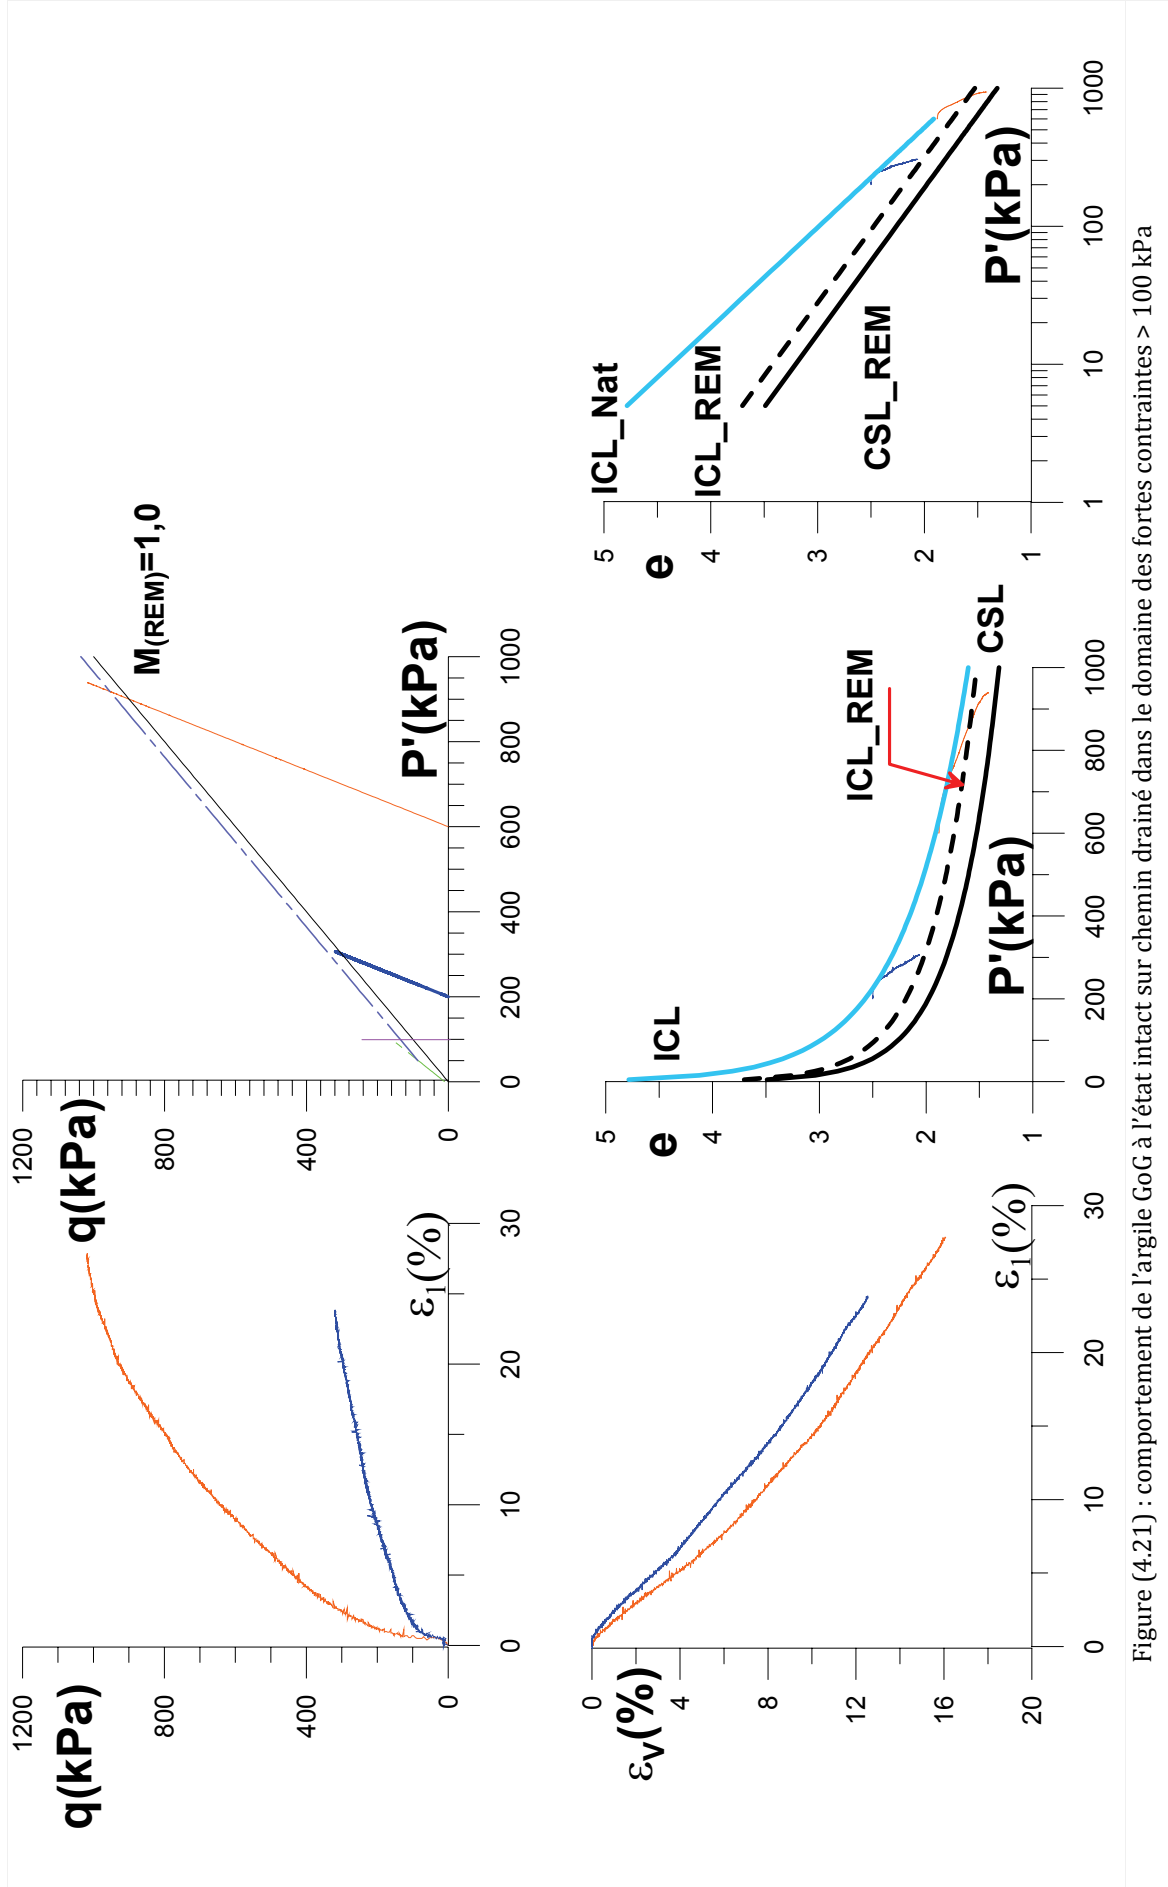 q(kPa)
1200
800
400
0
0
10
20
30
ε1(%)
q(kPa)
1200
800
400
0
0
200
400
600
800
1000
P'(kPa)
M(REM)=1,0
εv(%)
0
4
8
12
16
20
0
10
20
30
ε1(%)
e
5
4
3
2
1
0
200
400
600
800
1000
P'(kPa)
ICL
ICL_REM
CSL
e
5
4
3
2
1
1
10
100
1000
P'(kPa)
ICL_Nat
ICL_REM
CSL_REM
Figure (4.21) : comportement de l'argile GoG à l'état intact sur chemin drainé dans le domaine des fortes contraintes > 100 kPa